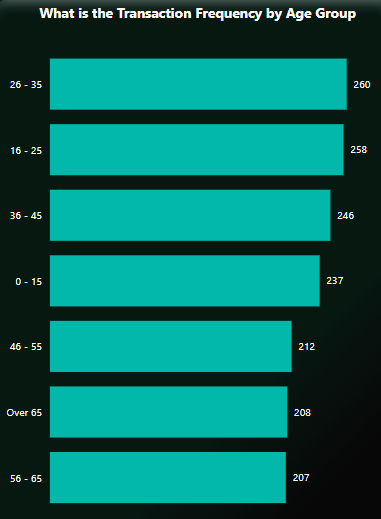 What is the Transaction Frequency by Age Group
26 - 35 260
16 - 25 258
36 - 45 246
0 - 15 237
46 - 55 212
Over 65 208
56 - 65 207